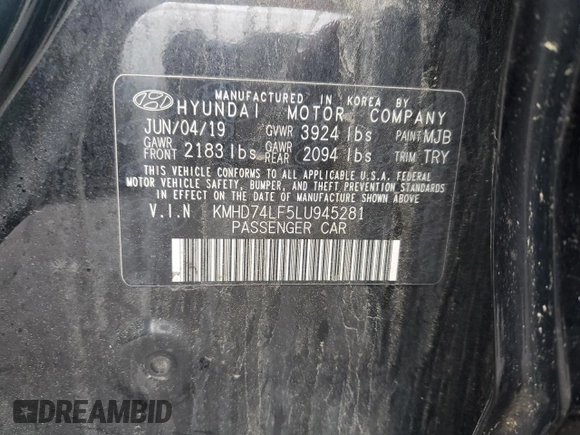 MANUFACTURED IN KOREA BY
HYUNDAI MOTOR COMPANY
JUN/04/19 GVWR 3924 lbs PAINT MJB
GAWR FRONT 2183 lbs GAWR REAR 2094 lbs TRIM TRY
THIS VEHICLE CONFORMS TO ALL APPLICABLE U.S.A. FEDERAL
MOTOR VEHICLE SAFETY, BUMPER, AND THEFT PREVENTION STANDARDS
IN EFFECT ON THE DATE OF MANUFACTURE SHOWN ABOVE.
V.I.N KMHD74LF5LU945281
PASSENGER CAR
DREAMBID